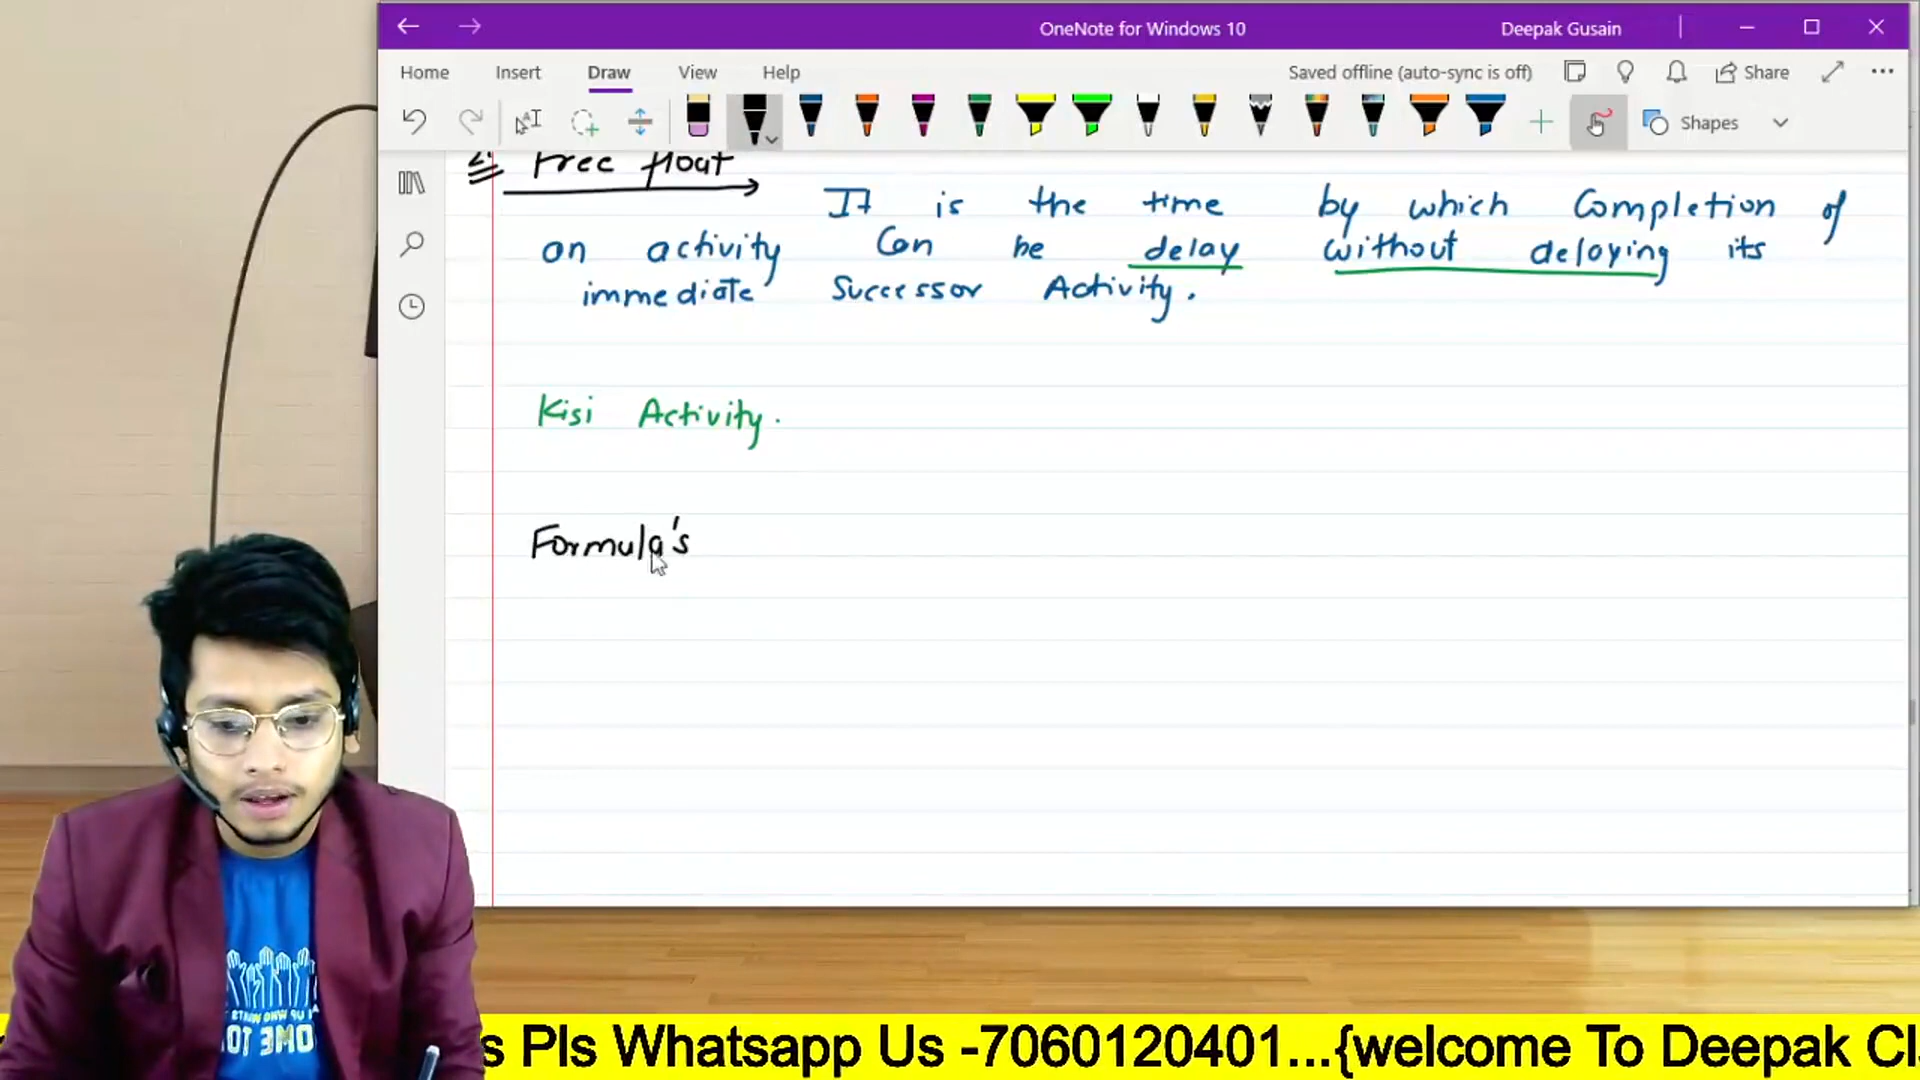 OneNote for Windows 10
Deepak Gusain
Home
Insert
Draw
View
Help
Saved offline (auto-sync is off)
Share
Shapes
Free float
It is the time by which Completion of
an activity Can be delay without delaying its
immediate Successor Activity.
Kisi Activity.
Formula's
s Pls Whatsapp Us -7060120401...{welcome To Deepak Cl